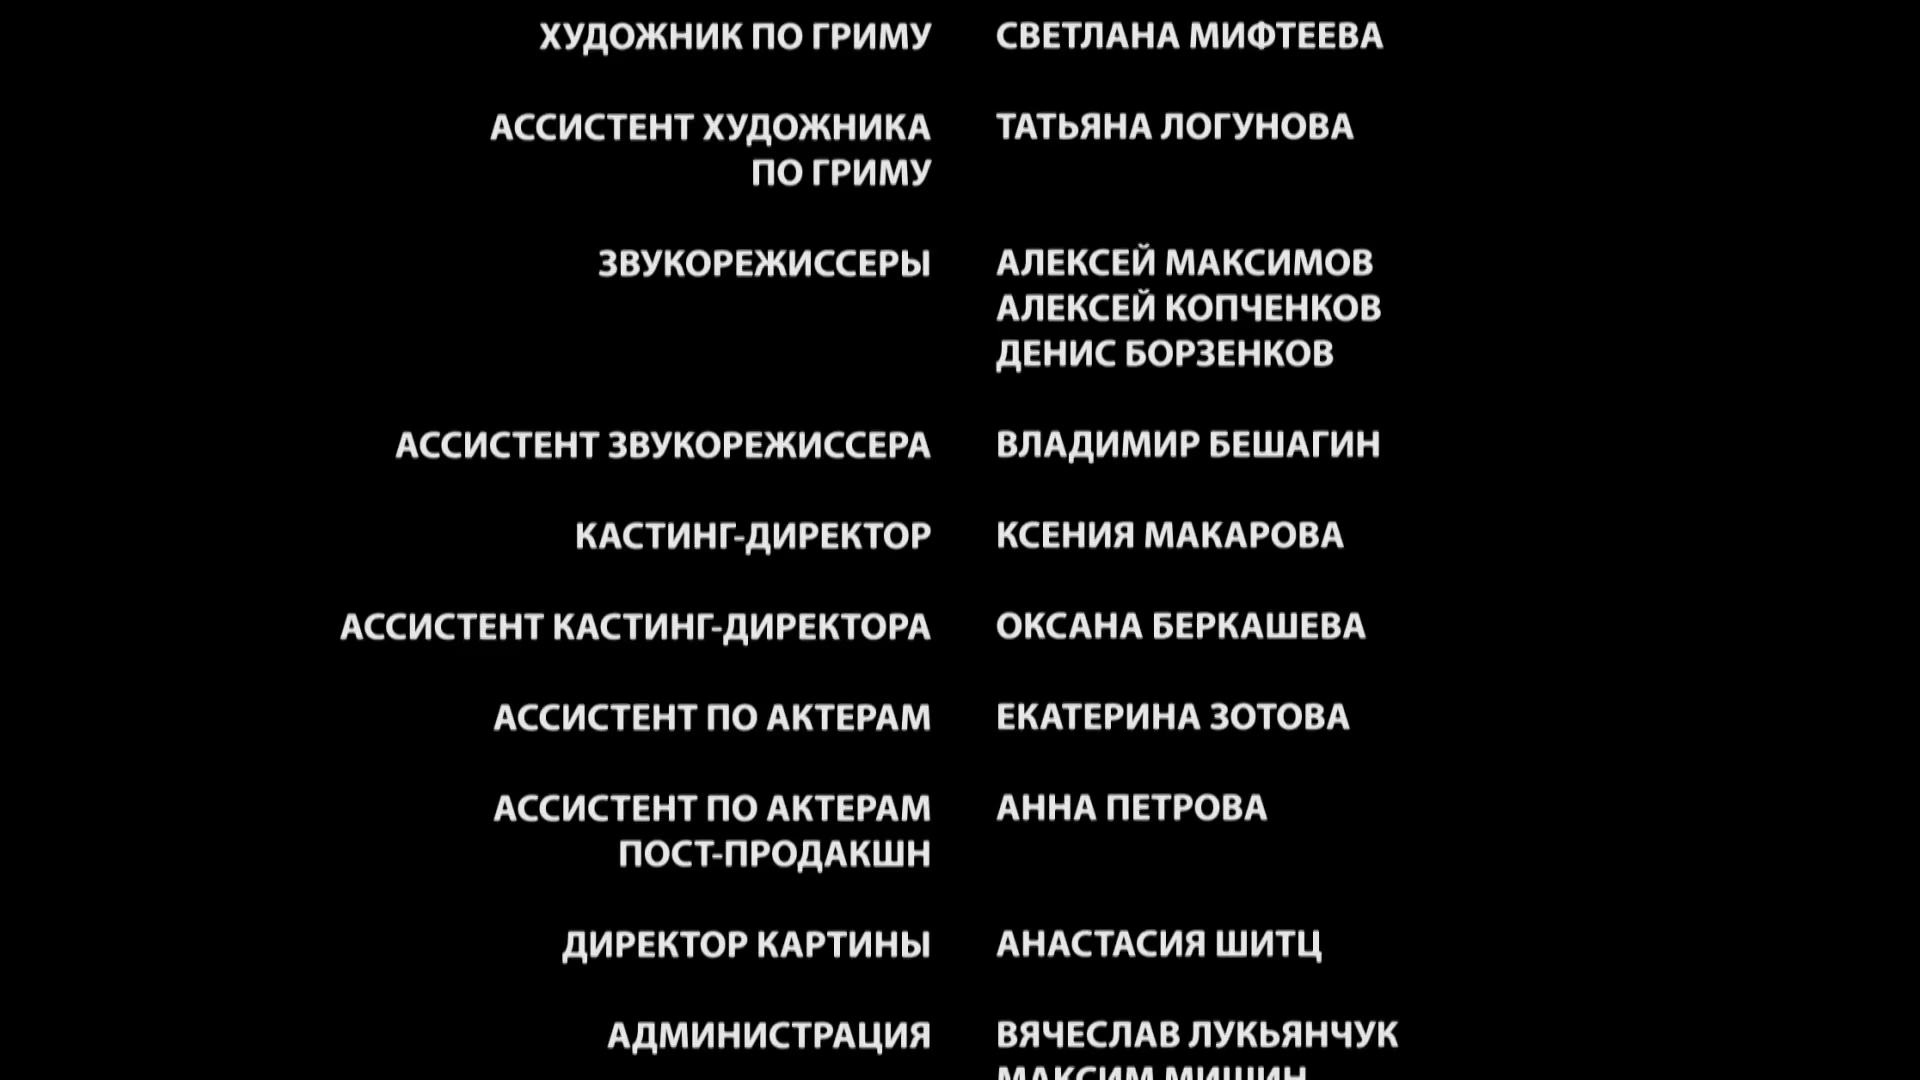 ХУДОЖНИК ПО ГРИМУ СВЕТЛАНА МИФТЕЕВА
АССИСТЕНТ ХУДОЖНИКА ТАТЬЯНА ЛОГУНОВА
ПО ГРИМУ
ЗВУКОРЕЖИССЕРЫ АЛЕКСЕЙ МАКСИМОВ
АЛЕКСЕЙ КОПЧЕНКОВ
ДЕНИС БОРЗЕНКОВ
АССИСТЕНТ ЗВУКОРЕЖИССЕРА ВЛАДИМИР БЕШАГИН
КАСТИНГ-ДИРЕКТОР КСЕНИЯ МАКАРОВА
АССИСТЕНТ КАСТИНГ-ДИРЕКТОРА ОКСАНА БЕРКАШЕВА
АССИСТЕНТ ПО АКТЕРАМ ЕКАТЕРИНА ЗОТОВА
АССИСТЕНТ ПО АКТЕРАМ АННА ПЕТРОВА
ПОСТ-ПРОДАКШН
ДИРЕКТОР КАРТИНЫ АНАСТАСИЯ ШИТЦ
АДМИНИСТРАЦИЯ ВЯЧЕСЛАВ ЛУКЬЯНЧУК
МАКСИМ МИШИН